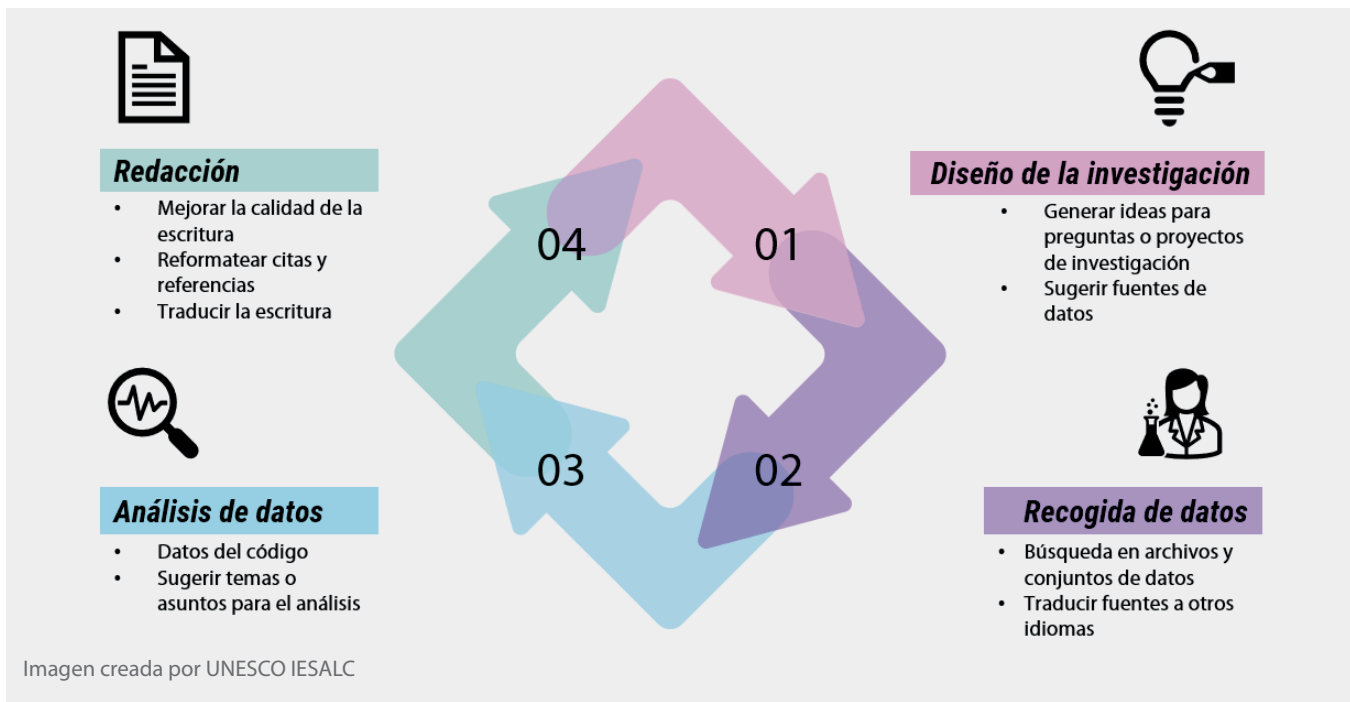 Redacción
• Mejorar la calidad de la
escritura
• Reformatear citas y
referencias
• Traducir la escritura
Diseño de la investigación
• Generar ideas para
preguntas o proyectos
de investigación
• Sugerir fuentes de
datos
04
01
03
02
Análisis de datos
• Datos del código
• Sugerir temas o
asuntos para el análisis
Recogida de datos
• Búsqueda en archivos y
conjuntos de datos
• Traducir fuentes a otros
idiomas
Imagen creada por UNESCO IESALC